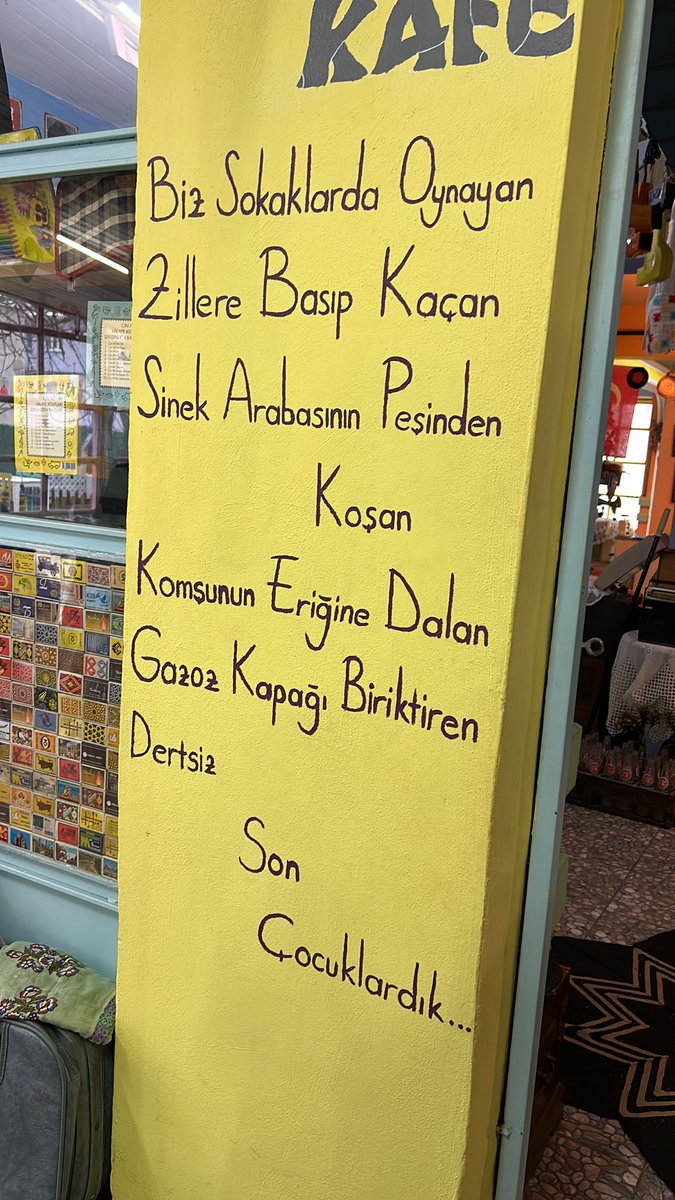 KAFE
Biz Sokaklarda Oynayan
Zillere Basıp Kaçan
Sinek Arabasının Peşinden
Koşan
Komşunun Eriğine Dalan
Gazoz Kapağı Biriktiren
Dertsiz
Son
Çocuklardık...